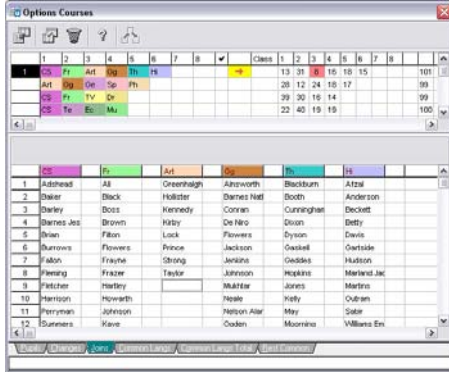 Options Courses
?
1 2 3 4 5 6 7 8 ✔ Class 1 2 3 4 5 6 7 8
1 CS Fr Art Og Th Hi 13 31 8 16 18 15 101
Art Og Ge Sp Ph 28 12 24 18 17 99
CS Fr TV Dr 39 30 16 14 99
CS Te Ec Mu 22 40 19 19 100
CS Fr Art Og Th Hi
1 Adshead Ali Greenhalgh Ainsworth Blackburn Afzal
2 Baker Black Hollister Barnes Natl Booth Anderson
3 Barley Boss Kennedy Conran Cunninghan Beckett
4 Barnes Jes Brown Kirby De Niro Dixon Betty
5 Brian Fitton Lock Flowers Dyson Davis
6 Burrows Flowers Prince Jackson Gaskell Gartside
7 Fallon Frayne Strong Jenkins Geddes Hudson
8 Fleming Frazer Taylor Johnson Hopkins Marland Jac
9 Fletcher Hartley Mukhtar Jones Martins
10 Harrison Howarth Neale Kelly Outram
11 Perryman Johnson Nelson Alar May Satir
12 Summers Kaye Ogden Moorning Williams Em
Pupils Changes Joins Common Langs Common Langs Total Best Common